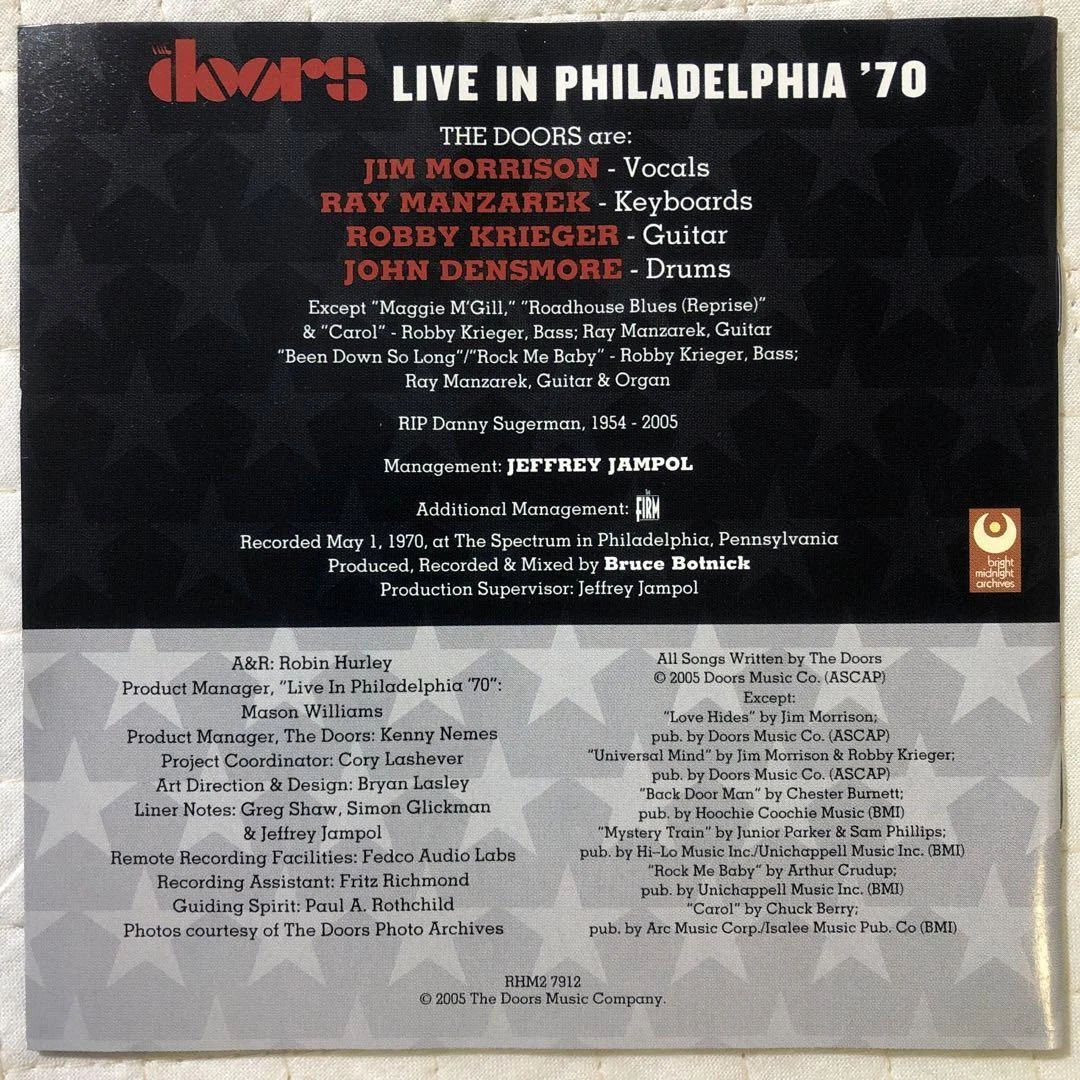 THE doors LIVE IN PHILADELPHIA '70
THE DOORS are:
JIM MORRISON - Vocals
RAY MANZAREK - Keyboards
ROBBY KRIEGER - Guitar
JOHN DENSMORE - Drums
Except "Maggie M'Gill," "Roadhouse Blues (Reprise)"
& "Carol" - Robby Krieger, Bass; Ray Manzarek, Guitar
"Been Down So Long"/"Rock Me Baby" - Robby Krieger, Bass;
Ray Manzarek, Guitar & Organ
RIP Danny Sugerman, 1954 - 2005
Management: JEFFREY JAMPOL
Additional Management: The FIRM
Recorded May 1, 1970, at The Spectrum in Philadelphia, Pennsylvania
Produced, Recorded & Mixed by Bruce Botnick
Production Supervisor: Jeffrey Jampol
bright
midnight
archives
A&R: Robin Hurley
Product Manager, "Live In Philadelphia '70":
Mason Williams
Product Manager, The Doors: Kenny Nemes
Project Coordinator: Cory Lashever
Art Direction & Design: Bryan Lasley
Liner Notes: Greg Shaw, Simon Glickman
& Jeffrey Jampol
Remote Recording Facilities: Fedco Audio Labs
Recording Assistant: Fritz Richmond
Guiding Spirit: Paul A. Rothchild
Photos courtesy of The Doors Photo Archives
All Songs Written by The Doors
© 2005 Doors Music Co. (ASCAP)
Except:
"Love Hides" by Jim Morrison;
pub. by Doors Music Co. (ASCAP)
"Universal Mind" by Jim Morrison & Robby Krieger;
pub. by Doors Music Co. (ASCAP)
"Back Door Man" by Chester Burnett;
pub. by Hoochie Coochie Music (BMI)
"Mystery Train" by Junior Parker & Sam Phillips;
pub. by Hi-Lo Music Inc./Unichappell Music Inc. (BMI)
"Rock Me Baby" by Arthur Crudup;
pub. by Unichappell Music Inc. (BMI)
"Carol" by Chuck Berry;
pub. by Arc Music Corp./Isalee Music Pub. Co (BMI)
RHM2 7912
© 2005 The Doors Music Company.